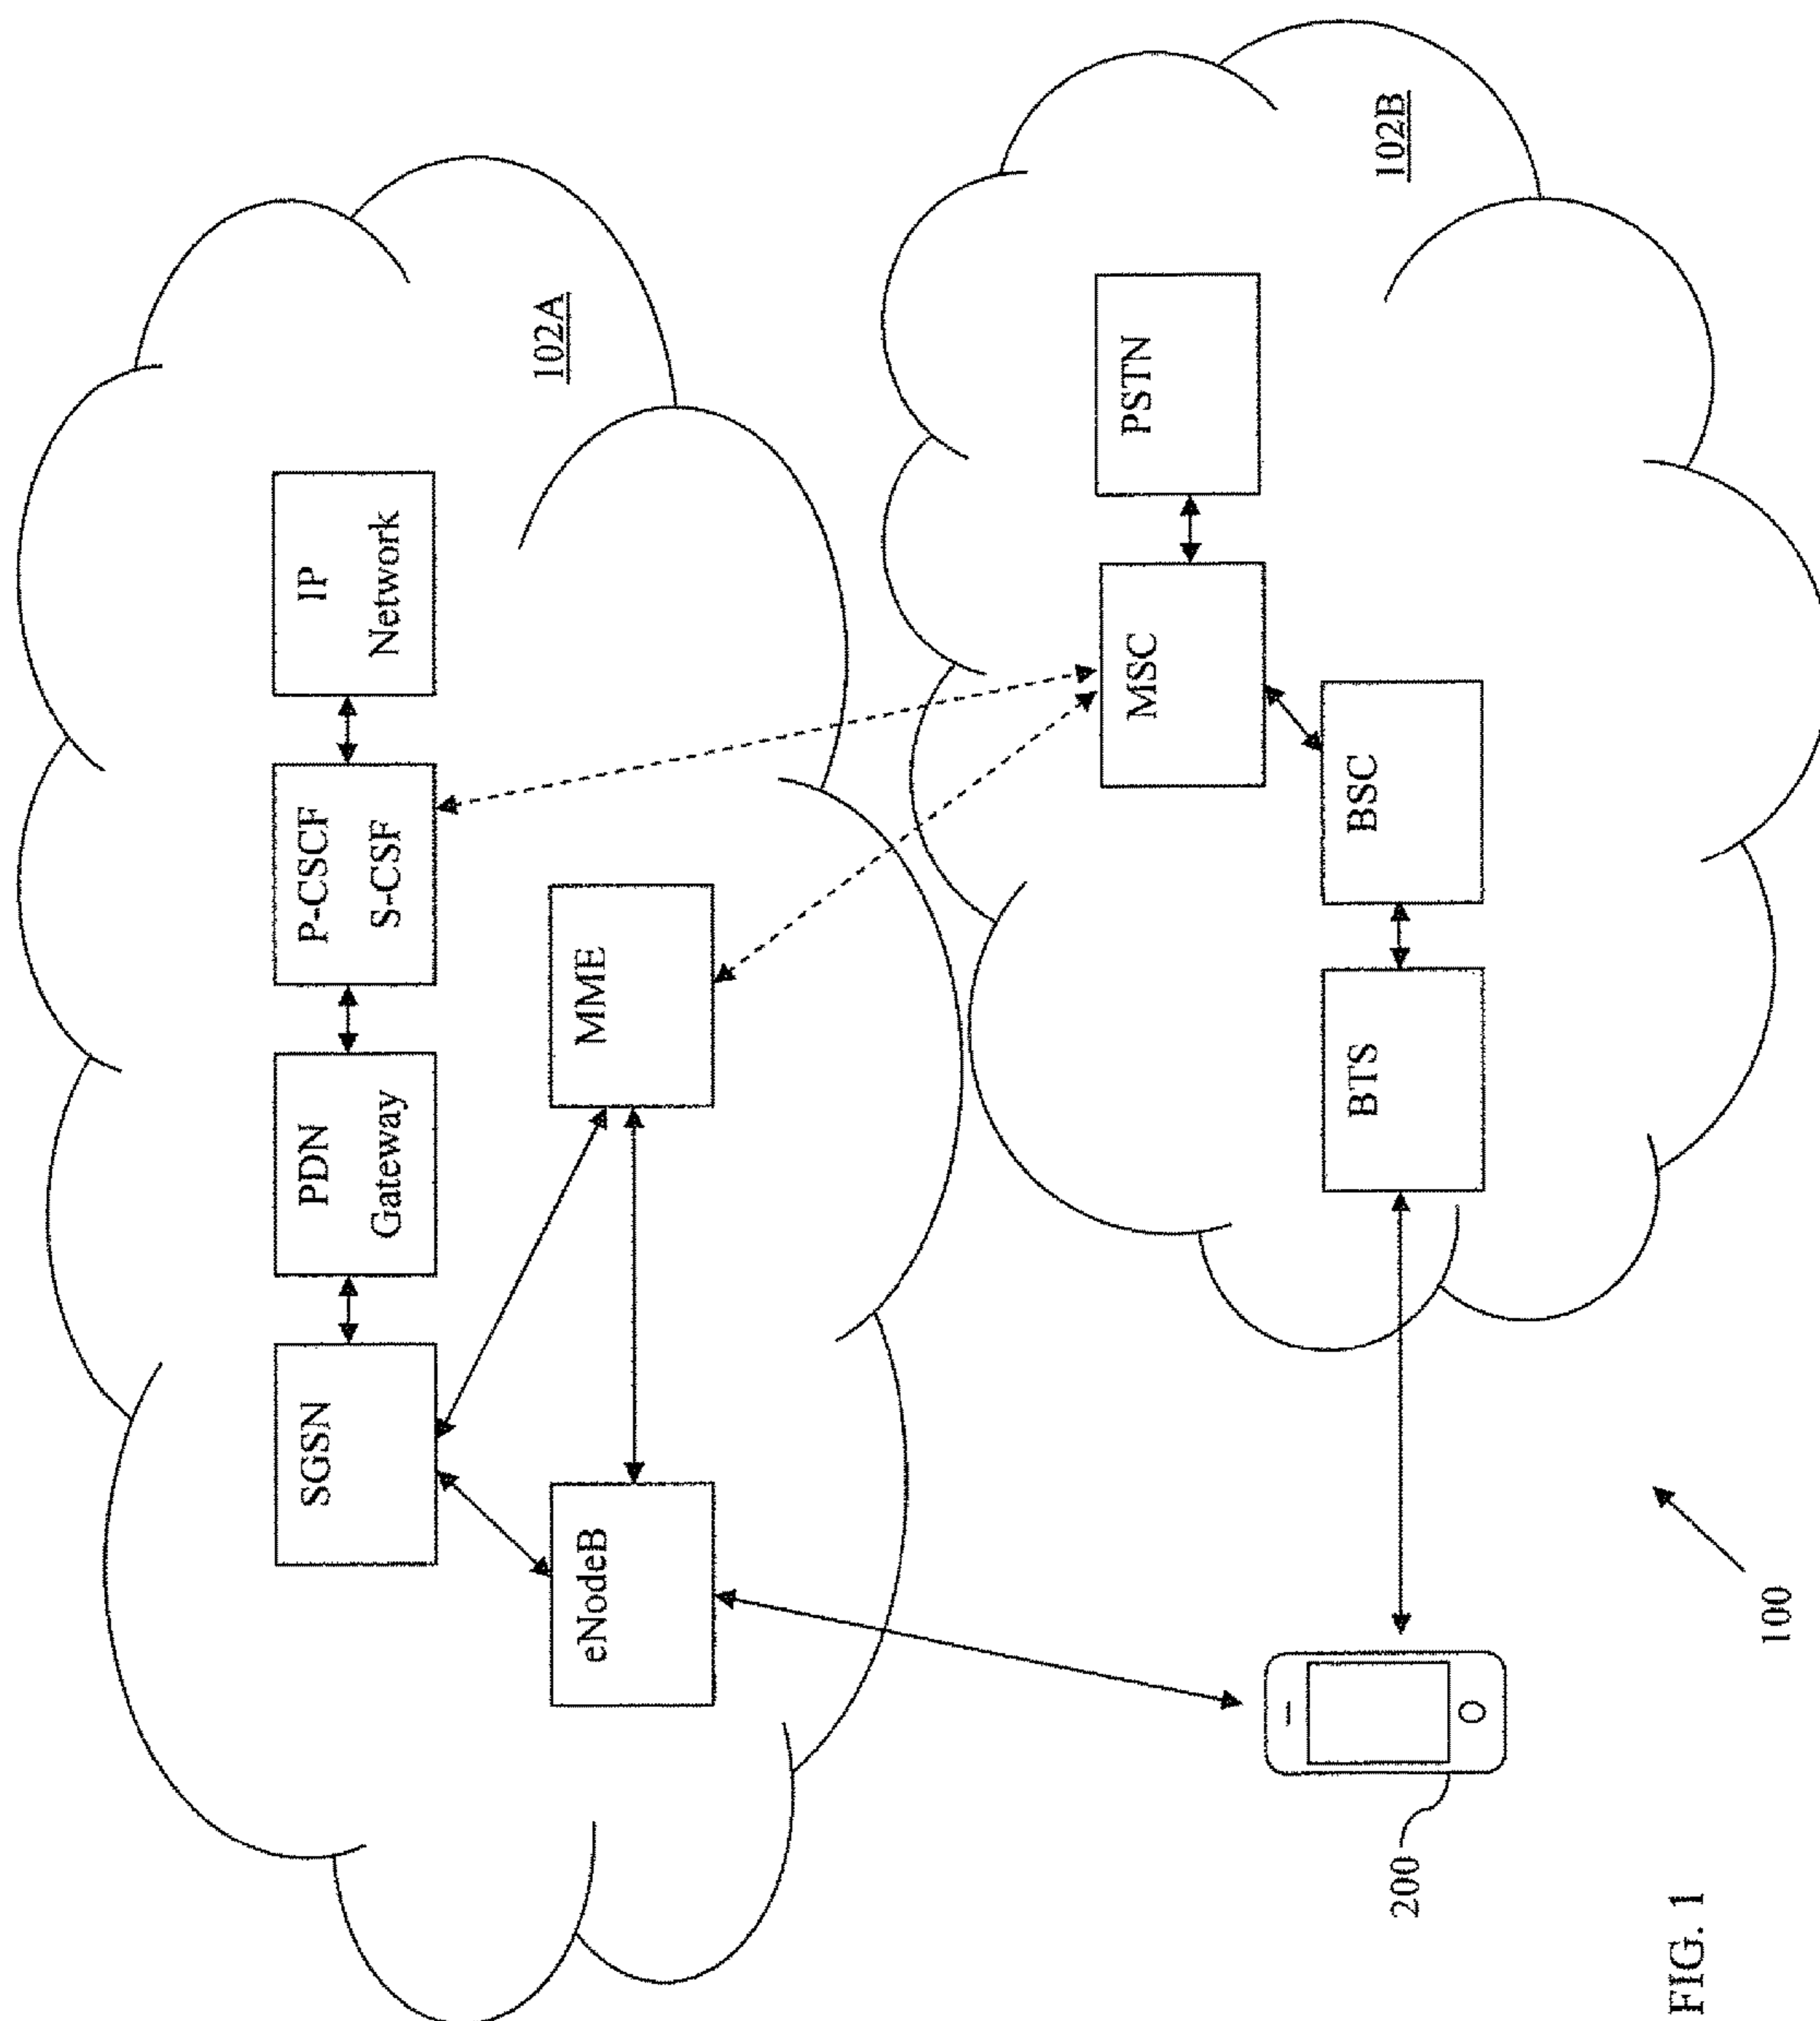 102A
SGSN
PDN
Gateway
P-CSCF
S-CSF
IP
Network
eNodeB
MME
102B
MSC
PSTN
BTS
BSC
200
100
FIG. 1